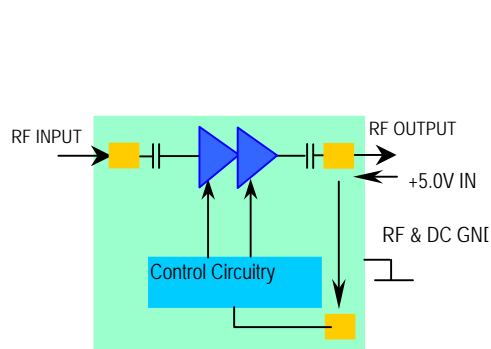 RF INPUT
RF OUTPUT
+5.0V IN
RF & DC GND
Control Circuitry